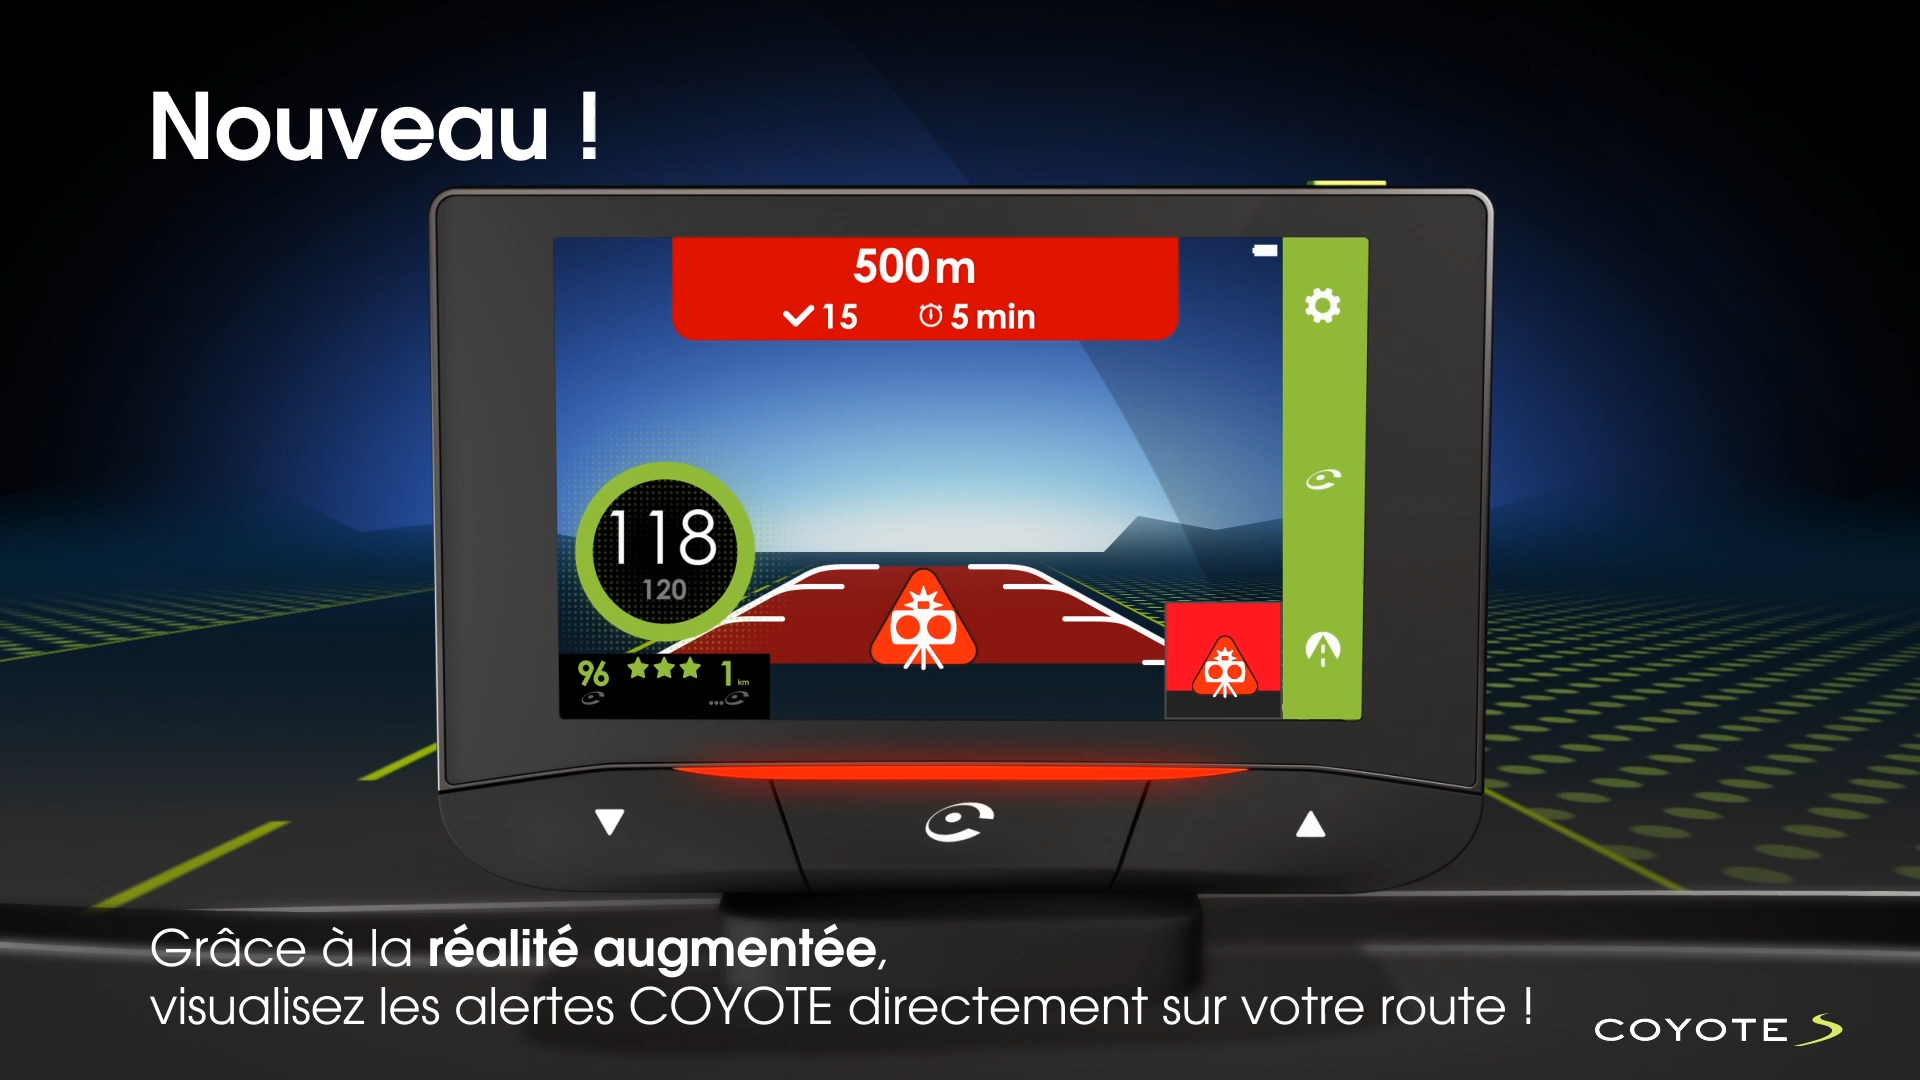 Nouveau !
500 m
15 5 min
118
120
96 1 km
Grâce à la réalité augmentée,
visualisez les alertes COYOTE directement sur votre route !
COYOTE S